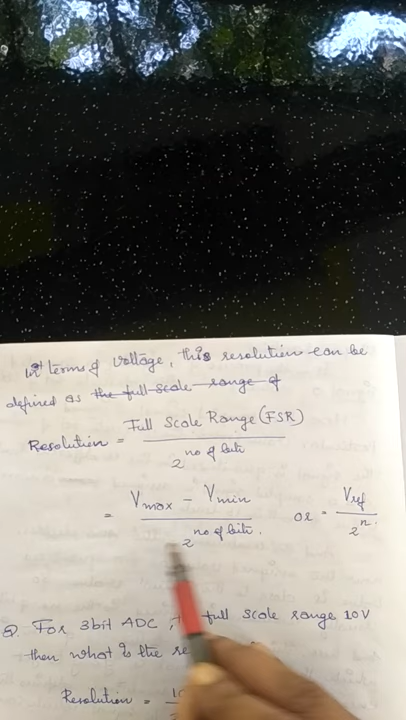 In terms of voltage, this resolution can be
defined as the full scale range of
Resolution = Full Scale Range (FSR) / 2^no of bits
= Vmax - Vmin / 2^no of bits. or = Vref / 2^n.
Q. For 3bit ADC, full scale range 10V
then what is the
Resolution =